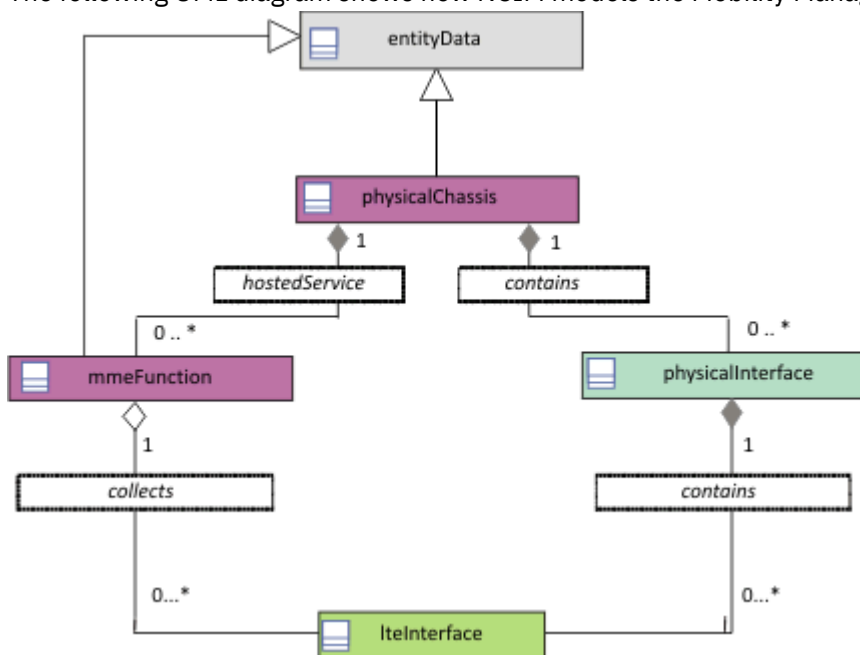 entityData
physicalChassis
1
1
hostedService
contains
0 .. *
0 .. *
mmeFunction
physicalInterface
1
1
collects
contains
0...*
0...*
lteInterface